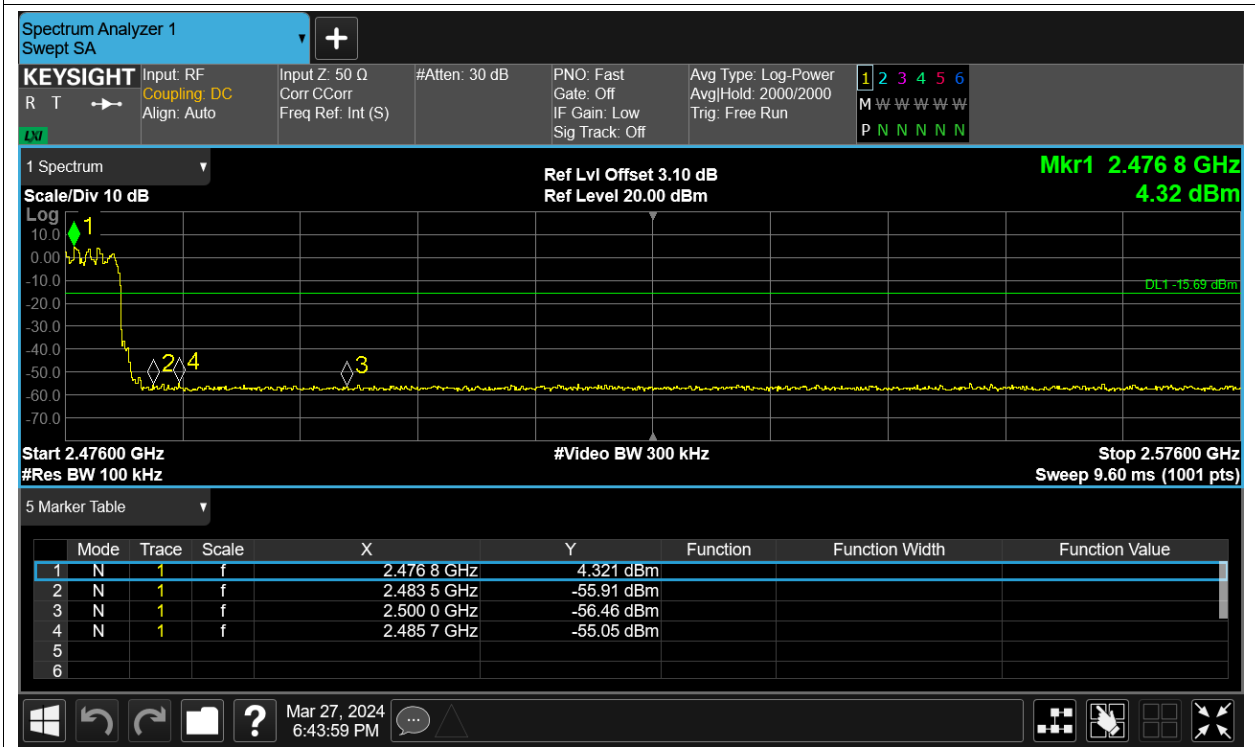 Spectrum Analyzer 1
Swept SA
KEYSIGHT
R T
LXI
Input: RF
Coupling: DC
Align: Auto
Input Z: 50 Ω
Corr CCorr
Freq Ref: Int (S)
#Atten: 30 dB
PNO: Fast
Gate: Off
IF Gain: Low
Sig Track: Off
Avg Type: Log-Power
Avg|Hold: 2000/2000
Trig: Free Run
1 2 3 4 5 6
M W W W W W
P N N N N N
1 Spectrum
Scale/Div 10 dB
Ref Lvl Offset 3.10 dB
Ref Level 20.00 dBm
Mkr1 2.476 8 GHz
4.32 dBm
Log
10.0
0.00
-10.0
-20.0
-30.0
-40.0
-50.0
-60.0
-70.0
1
2
4
3
DL1 -15.69 dBm
Start 2.47600 GHz
#Video BW 300 kHz
Stop 2.57600 GHz
#Res BW 100 kHz
Sweep 9.60 ms (1001 pts)
5 Marker Table
Mode Trace Scale X Y Function Function Width Function Value
1 N 1 f 2.476 8 GHz 4.321 dBm
2 N 1 f 2.483 5 GHz -55.91 dBm
3 N 1 f 2.500 0 GHz -56.46 dBm
4 N 1 f 2.485 7 GHz -55.05 dBm
5
6
?
Mar 27, 2024
6:43:59 PM